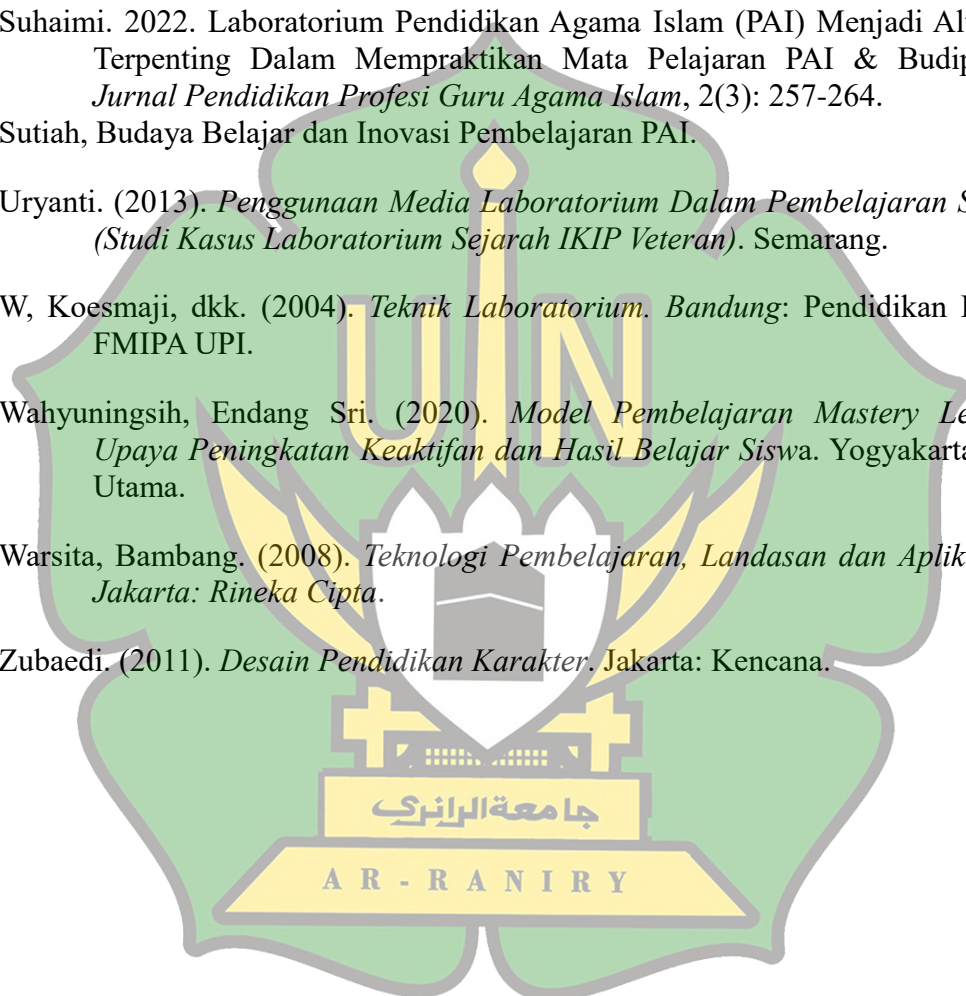 Suhaimi. 2022. Laboratorium Pendidikan Agama Islam (PAI) Menjadi
Terpenting Dalam Mempraktikan Mata Pelajaran PAI &
Jurnal Pendidikan Profesi Guru Agama Islam, 2(3): 257-264.
Sutiah, Budaya Belajar dan Inovasi Pembelajaran PAI.
Uryanti. (2013). Penggunaan Media Laboratorium Dalam Pembelajaran
(Studi Kasus Laboratorium Sejarah IKIP Veteran). Semarang.
W, Koesmaji, dkk. (2004). Teknik Laboratorium. Bandung: Pendidikan
FMIPA UPI.
Wahyuningsih, Endang Sri. (2020). Model Pembelajaran Mastery
Upaya Peningkatan Keaktifan dan Hasil Belajar Siswa. Yogyakarta
Utama.
Warsita, Bambang. (2008). Teknologi Pembelajaran, Landasan dan
Jakarta: Rineka Cipta.
Zubaedi. (2011). Desain Pendidikan Karakter. Jakarta: Kencana.
UIN
جامعة الرانري
AR-RANIRY